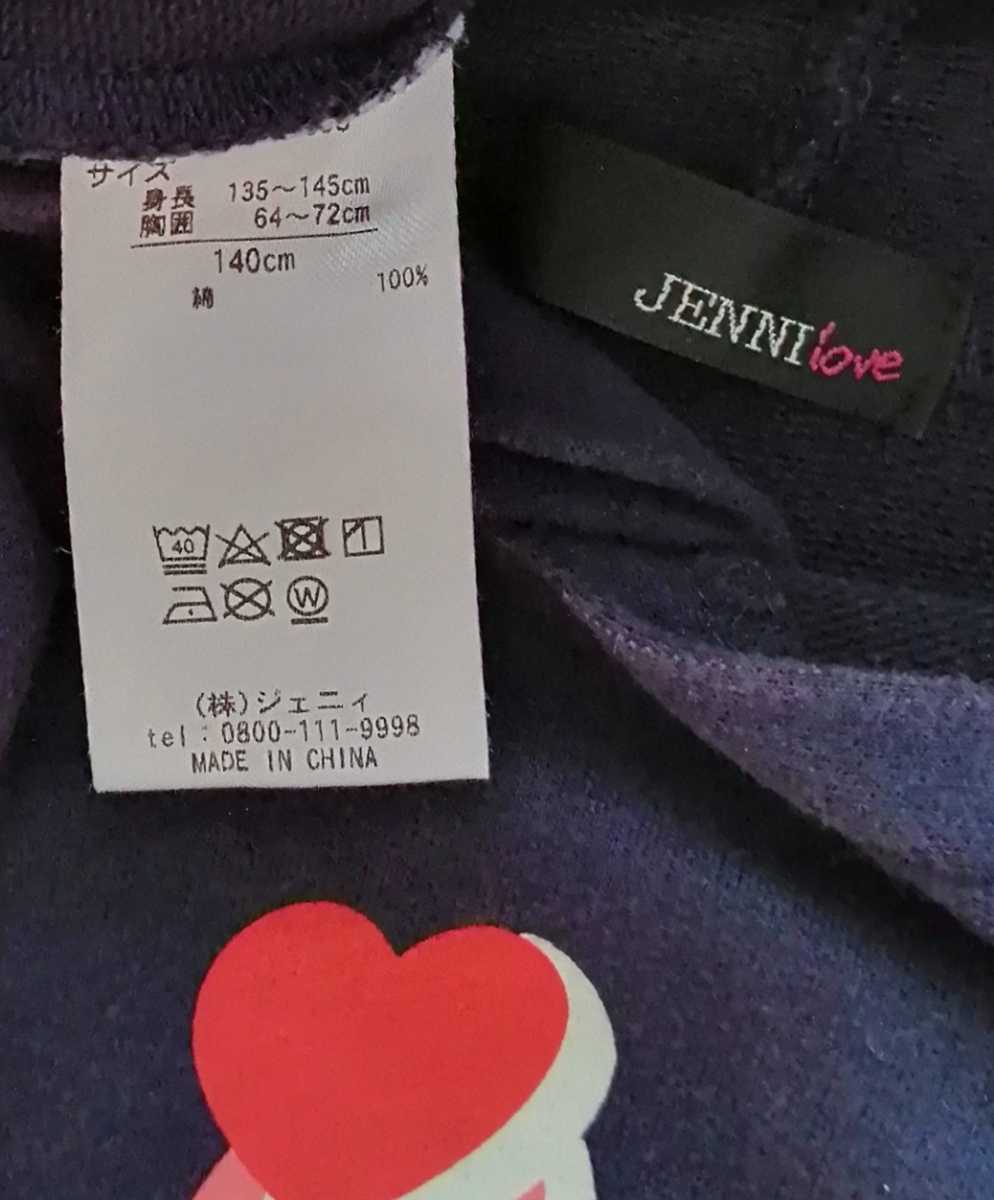 サイズ
身長 135～145cm
胸囲 64～72cm
140cm
綿 100%
40
W
(株)ジェニィ
tel：0800-111-9998
MADE IN CHINA
JENNI love